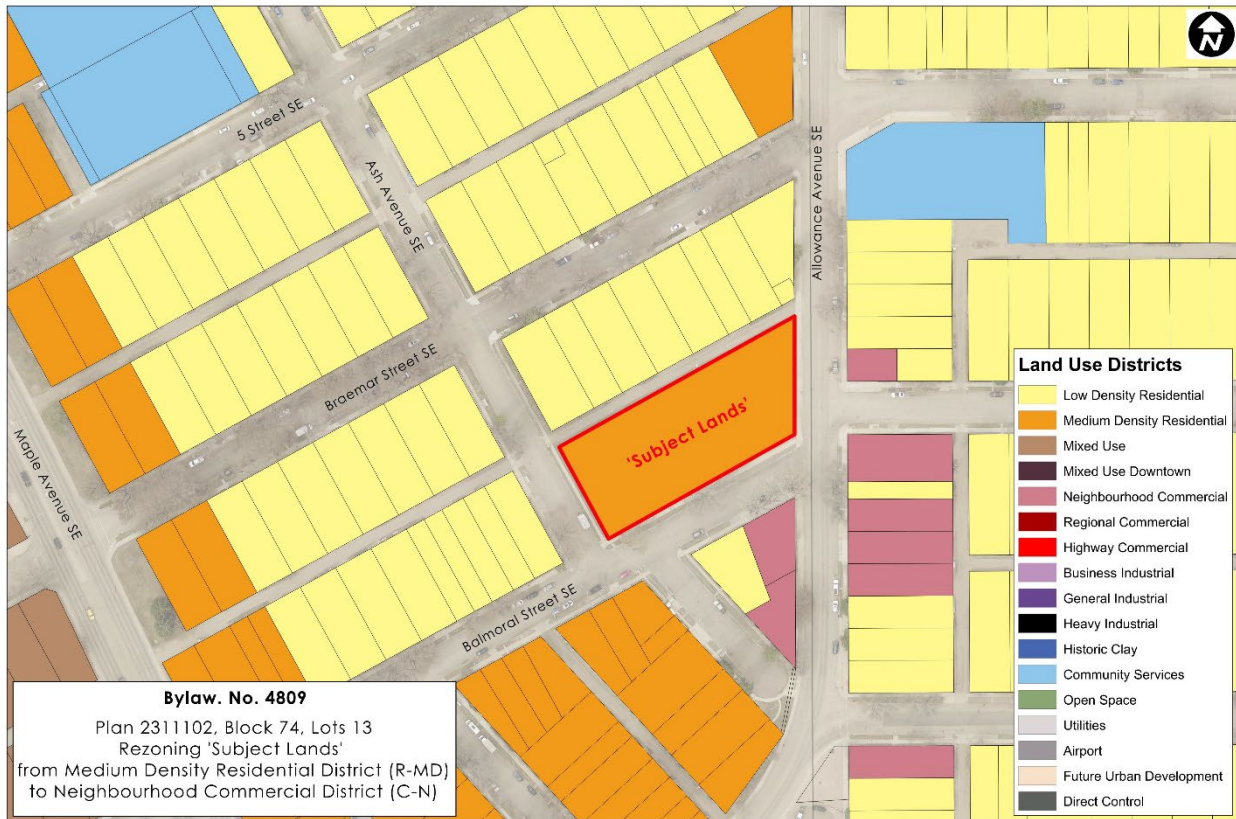 N
5 Street SE
Ash Avenue SE
Allowance Avenue SE
Braemar Street SE
Maple Avenue SE
'Subject Lands'
Balmoral Street SE
Land Use Districts
Low Density Residential
Medium Density Residential
Mixed Use
Mixed Use Downtown
Neighbourhood Commercial
Regional Commercial
Highway Commercial
Business Industrial
General Industrial
Heavy Industrial
Historic Clay
Community Services
Open Space
Utilities
Airport
Future Urban Development
Direct Control
Bylaw. No. 4809
Plan 2311102, Block 74, Lots 13
Rezoning 'Subject Lands'
from Medium Density Residential District (R-MD)
to Neighbourhood Commercial District (C-N)